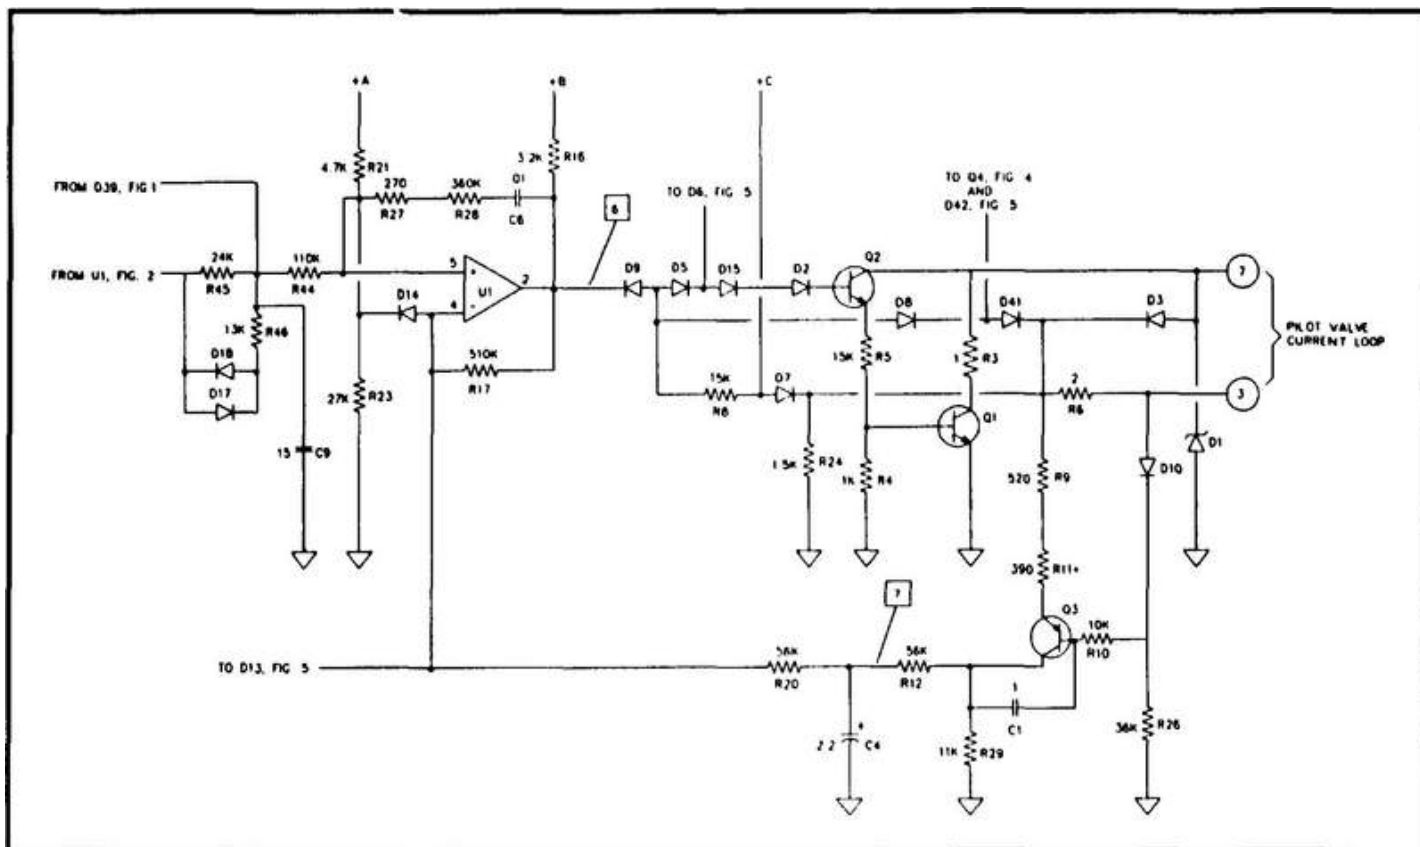 +A
+B
+C
4.7K
R21
3.2K
R16
FROM D39, FIG 1
270
R27
360K
R28
01
C6
6
TO D6, FIG 5
TO Q4, FIG 4
AND
D42, FIG 5
FROM U1, FIG. 2
24K
R45
110K
R44
5
+
U1
2
4
-
D14
D9
D5
D15
D2
Q2
D8
D41
D3
7
PILOT VALVE
CURRENT LOOP
13K
R46
D18
D17
510K
R17
27K
R23
15K
R5
1
R3
15K
D7
2
R6
3
15
C9
1.5K
R24
1K
R4
Q1
520
R9
D10
D1
390
R11+
7
Q3
10K
R10
TO D13, FIG 5
56K
R20
56K
R12
1
C1
+
2.2
C4
11K
R29
36K
R26